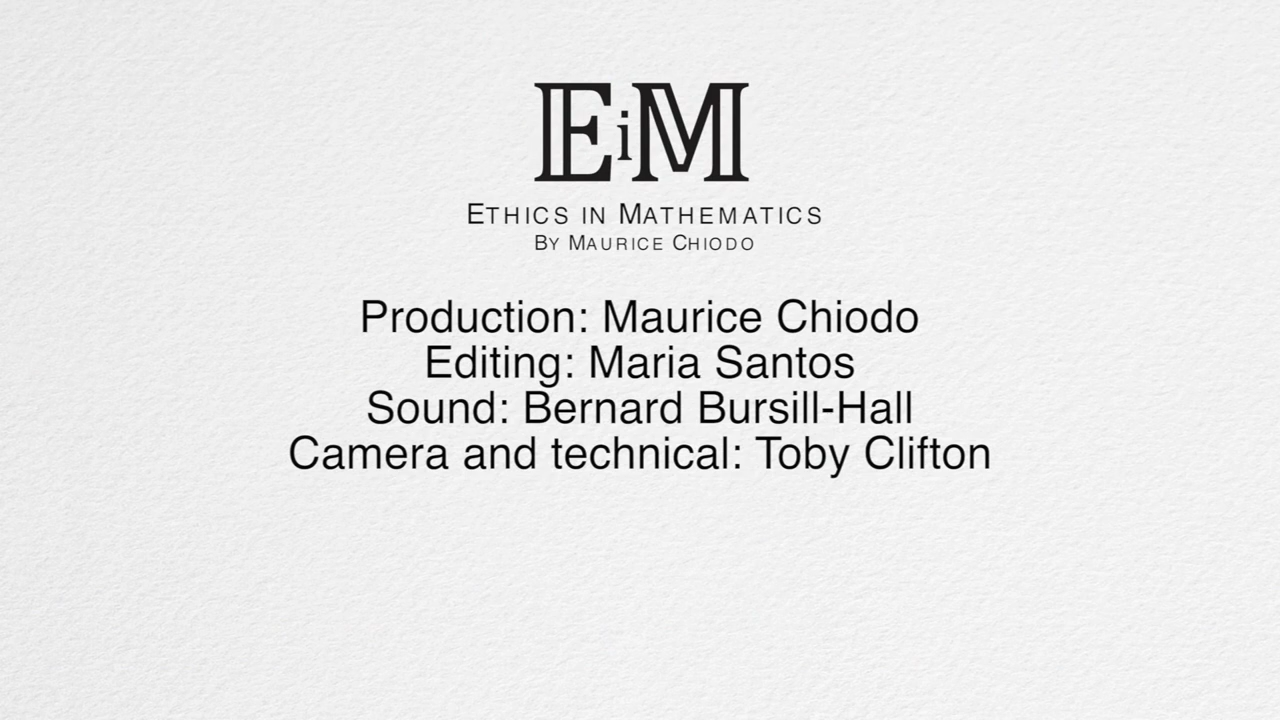 EiM
ETHICS IN MATHEMATICS
BY MAURICE CHIODO
Production: Maurice Chiodo
Editing: Maria Santos
Sound: Bernard Bursill-Hall
Camera and technical: Toby Clifton